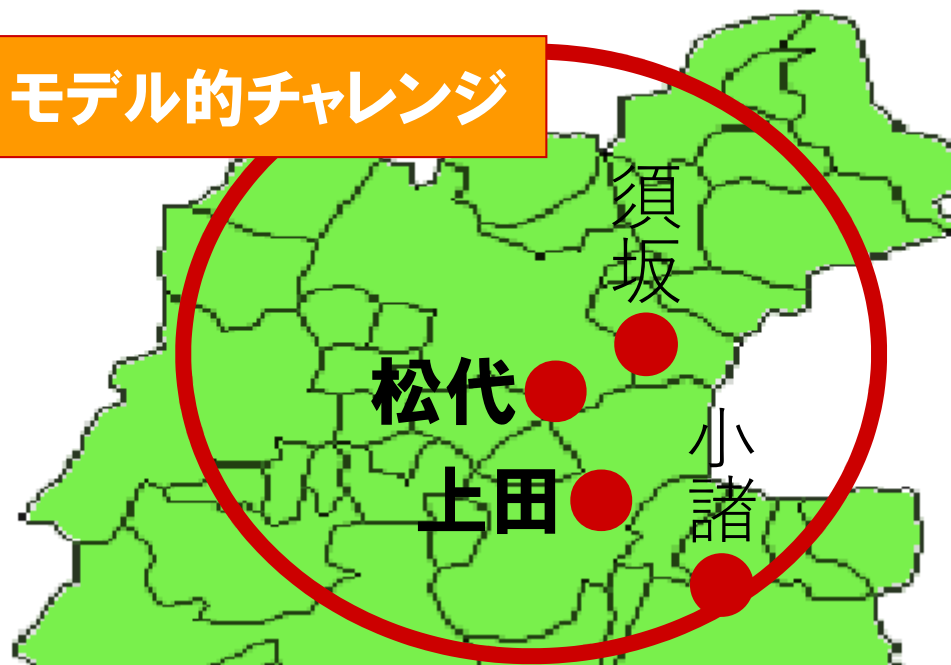 モデル的チャレンジ
須坂
松代
小諸
上田